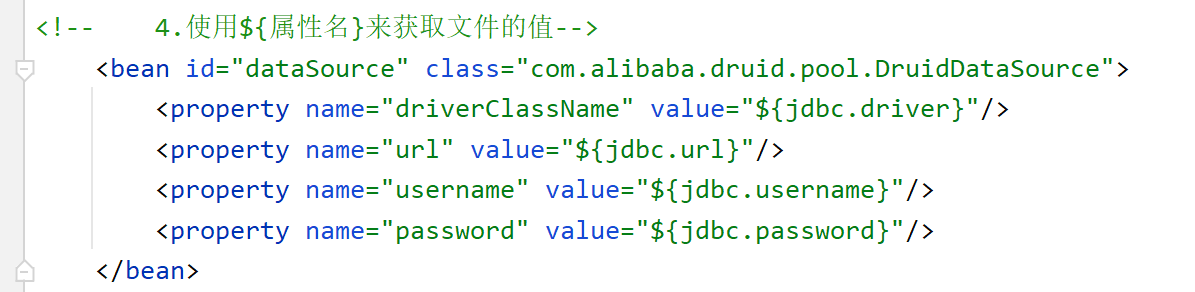 <!--    4.使用${属性名}来获取文件的值-->
    <bean id="dataSource" class="com.alibaba.druid.pool.DruidDataSource">
        <property name="driverClassName" value="${jdbc.driver}"/>
        <property name="url" value="${jdbc.url}"/>
        <property name="username" value="${jdbc.username}"/>
        <property name="password" value="${jdbc.password}"/>
    </bean>